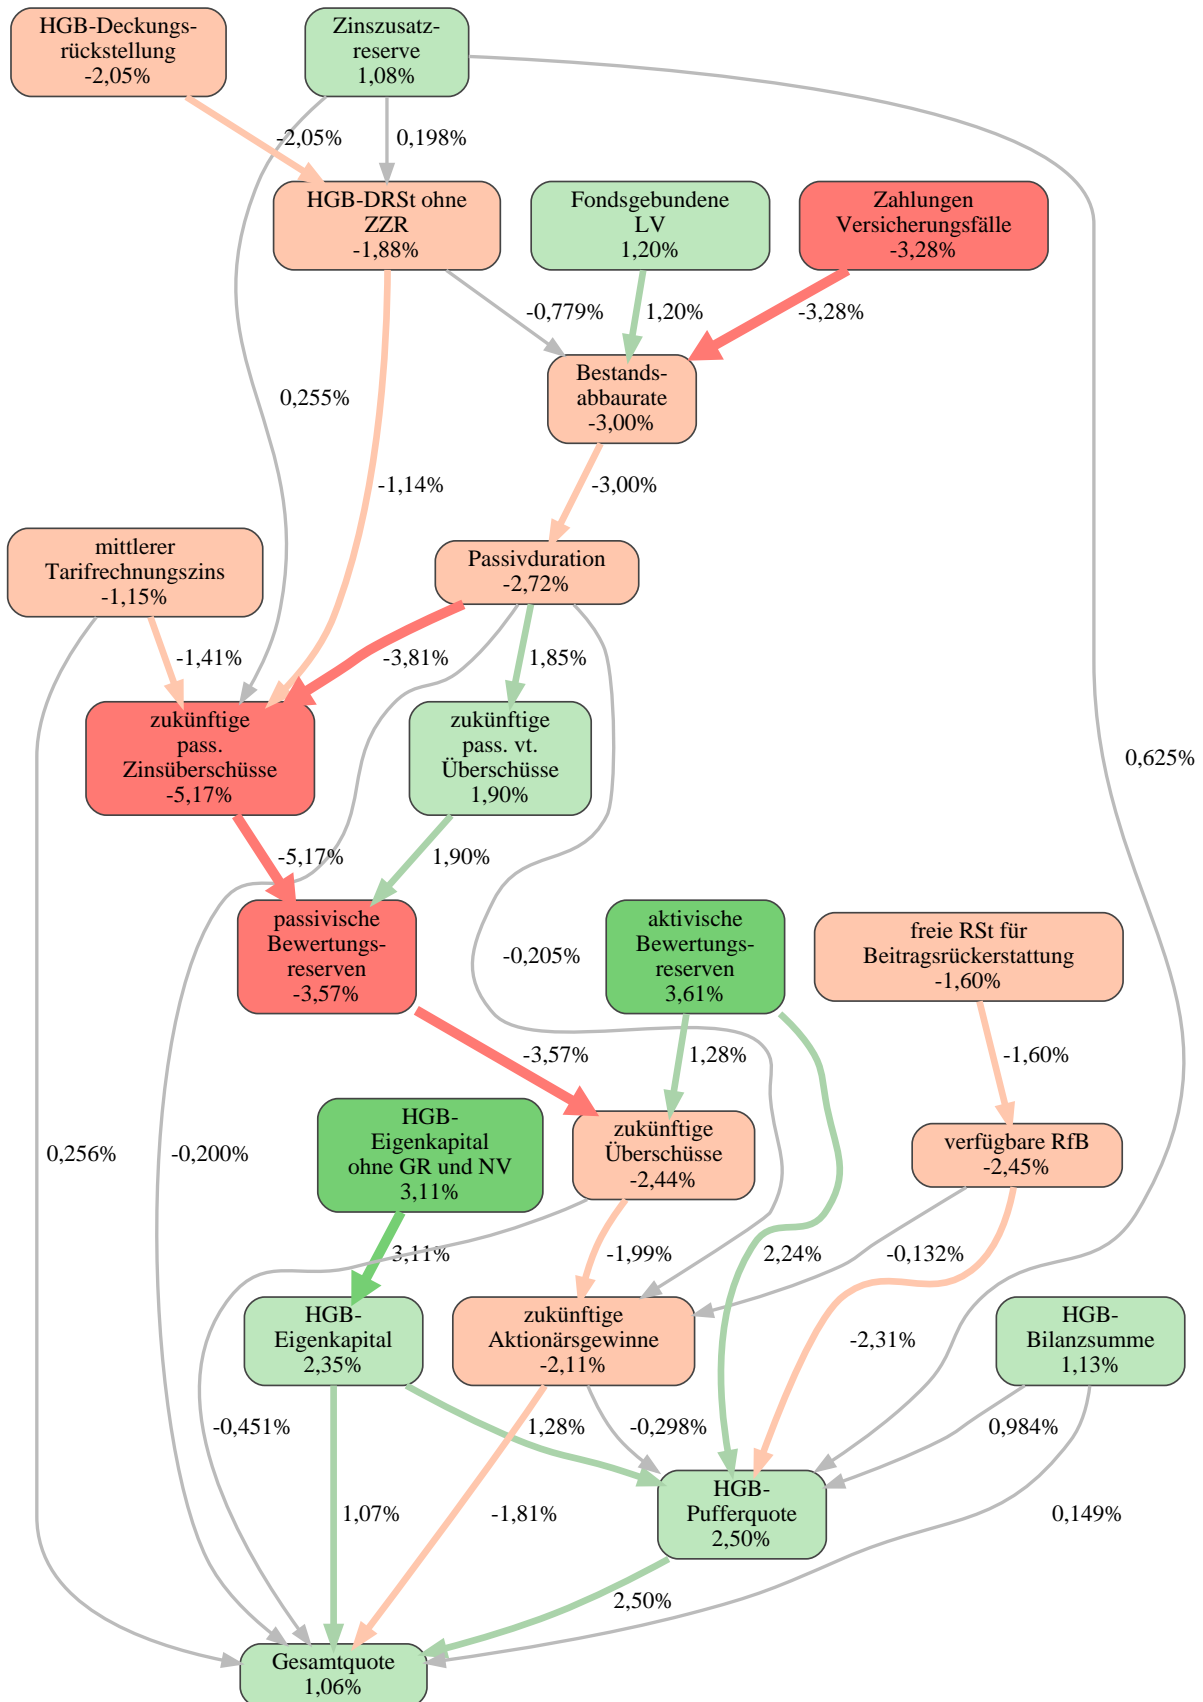 HGB-Deckungs-
rückstellung
-2,05%
Zinszusatz-
reserve
1,08%
-2,05%
0,198%
HGB-DRSt ohne
ZZR
-1,88%
Fondsgebundene
LV
1,20%
Zahlungen
Versicherungsfälle
-3,28%
-0,779%
1,20%
-3,28%
Bestands-
abbaurate
-3,00%
0,255%
-1,14%
-3,00%
mittlerer
Tarifrechnungszins
-1,15%
Passivduration
-2,72%
-1,41%
-3,81%
1,85%
zukünftige
pass.
Zinsüberschüsse
-5,17%
zukünftige
pass. vt.
Überschüsse
1,90%
0,625%
-5,17%
1,90%
passivische
Bewertungs-
reserven
-3,57%
aktivische
Bewertungs-
reserven
3,61%
freie RSt für
Beitragsrückerstattung
-1,60%
-0,205%
-3,57%
1,28%
-1,60%
HGB-
Eigenkapital
ohne GR und NV
3,11%
zukünftige
Überschüsse
-2,44%
verfügbare RfB
-2,45%
0,256%
-0,200%
3,11%
-1,99%
2,24%
-0,132%
HGB-
Eigenkapital
2,35%
zukünftige
Aktionärsgewinne
-2,11%
-2,31%
HGB-
Bilanzsumme
1,13%
-0,451%
1,28%
-0,298%
0,984%
HGB-
Pufferquote
2,50%
1,07%
-1,81%
0,149%
2,50%
Gesamtquote
1,06%